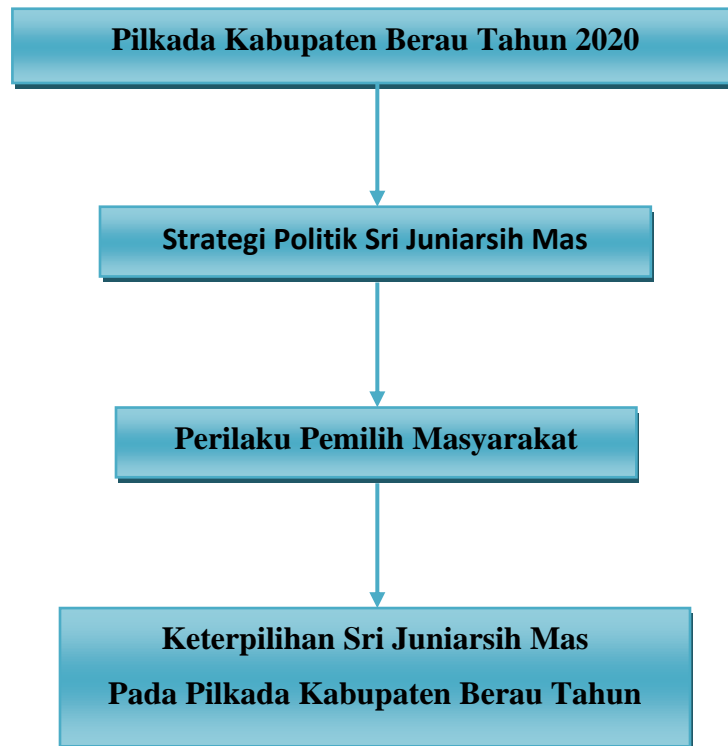 Pilkada Kabupaten Berau Tahun 2020
Strategi Politik Sri Juniarsih Mas
Perilaku Pemilih Masyarakat
Keterpilihan Sri Juniarsih Mas
Pada Pilkada Kabupaten Berau Tahun